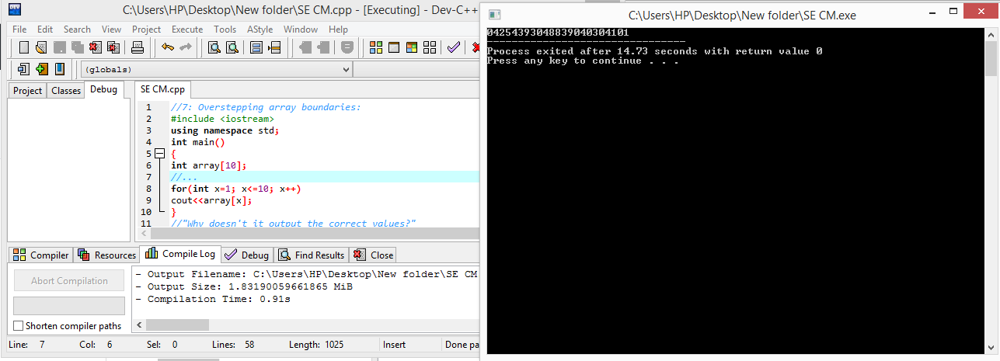 C:\Users\HP\Desktop\New folder\SE CM.cpp - [Executing] - Dev-C++
File Edit Search View Project Execute Tools AStyle Window Help
(globals)
Project Classes Debug
SE CM.cpp
1 //7: Overstepping array boundaries:
2 #include <iostream>
3 using namespace std;
4 int main()
5 {
6 int array[10];
7 //...
8 for(int x=1; x<=10; x++)
9 cout<<array[x];
10 }
11 //"Why doesn't it output the correct values?"
Compiler Resources Compile Log Debug Find Results Close
Abort Compilation
Shorten compiler paths
- Output Filename: C:\Users\HP\Desktop\New folder\SE CM
- Output Size: 1.83190059661865 MiB
- Compilation Time: 0.91s
Line: 7 Col: 6 Sel: 0 Lines: 58 Length: 1025 Insert Done pa
C:\Users\HP\Desktop\New folder\SE CM.exe
04254393048839040304101
--------------------------------
Process exited after 14.73 seconds with return value 0
Press any key to continue . . .